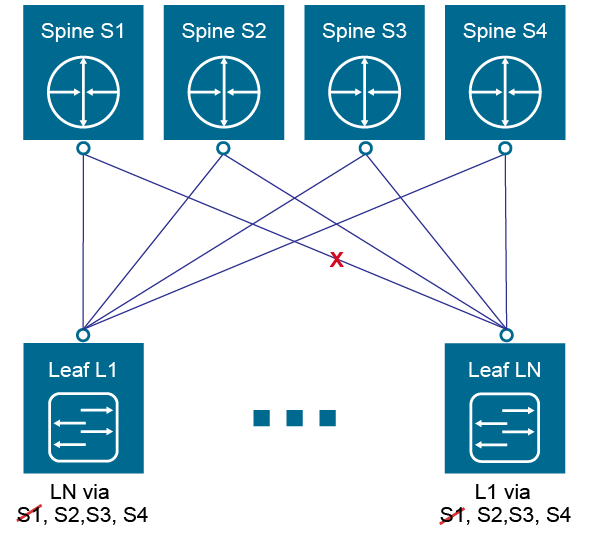 Spine S1
Spine S2
Spine S3
Spine S4
X
Leaf L1
Leaf LN
LN via
S1, S2,S3, S4
L1 via
S1, S2,S3, S4